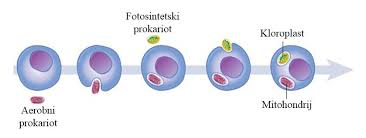 Fotosintetski
prokariot
Kloroplast
Aerobni
prokariot
Mitohondrij